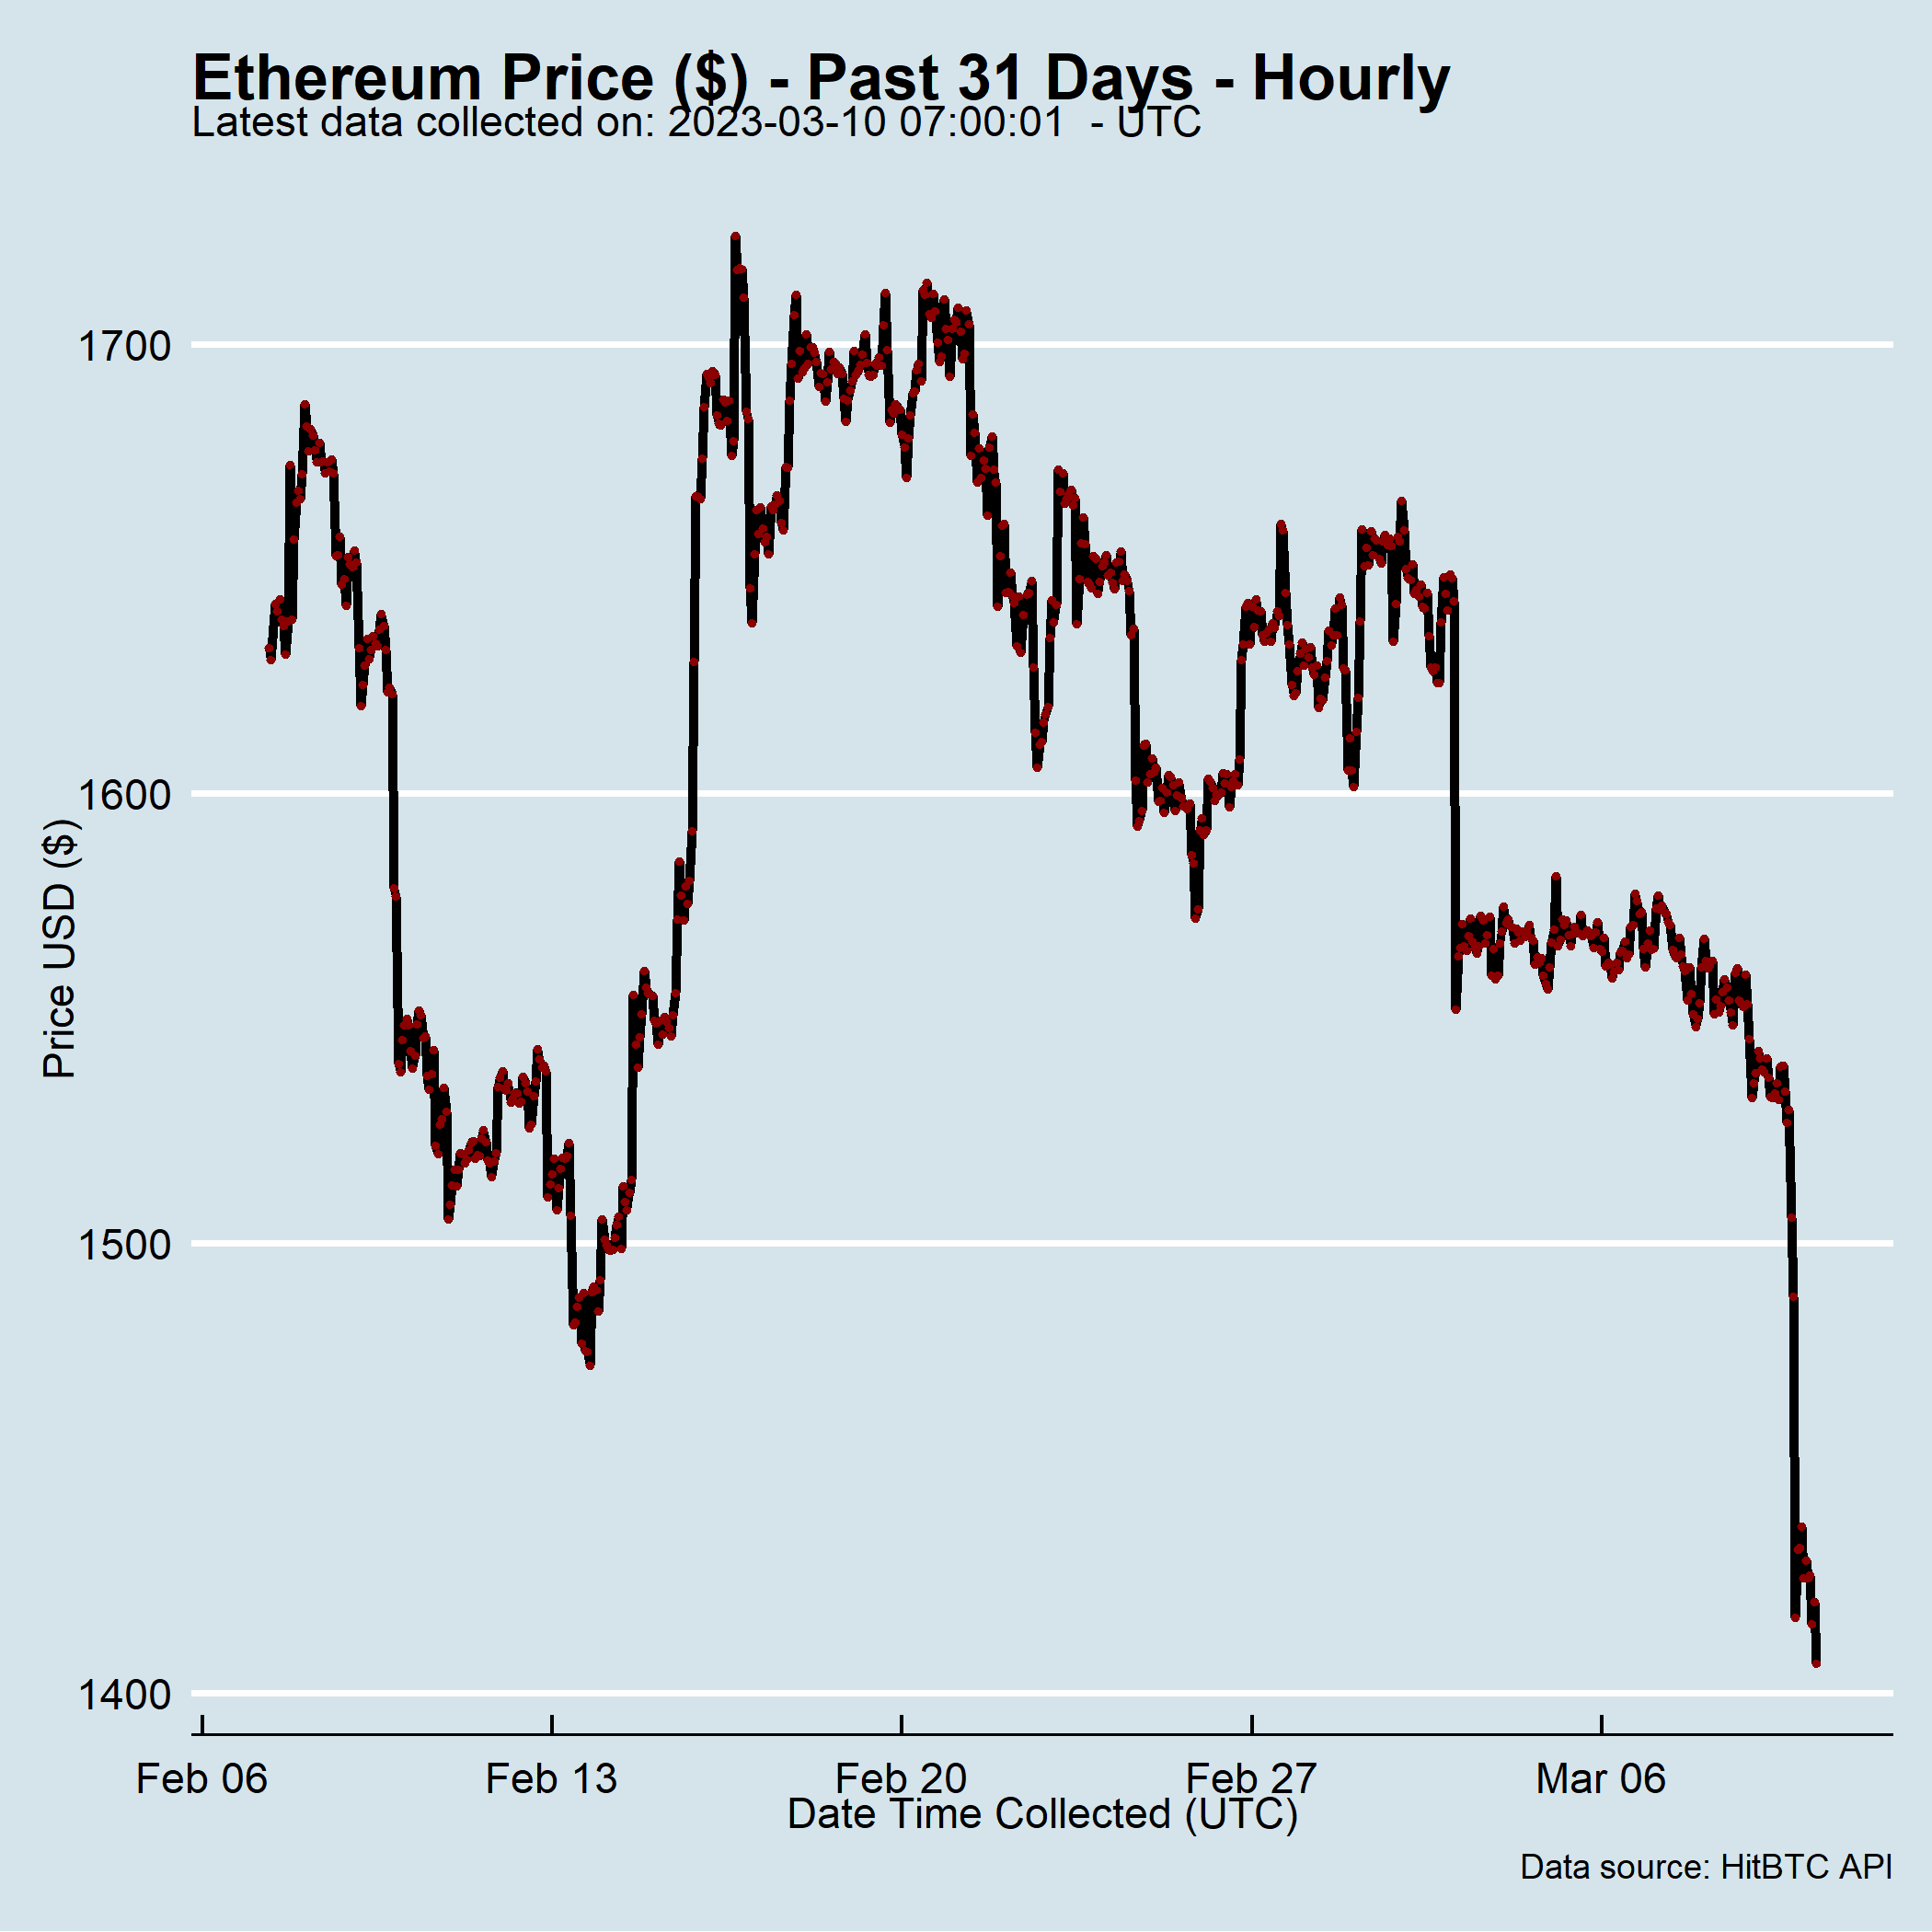 Ethereum Price ($) - Past 31 Days - Hourly
Latest data collected on: 2023-03-10 07:00:01  - UTC
1700
1600
1500
1400
Price USD ($)
Feb 06
Feb 13
Feb 20
Feb 27
Mar 06
Date Time Collected (UTC)
Data source: HitBTC API